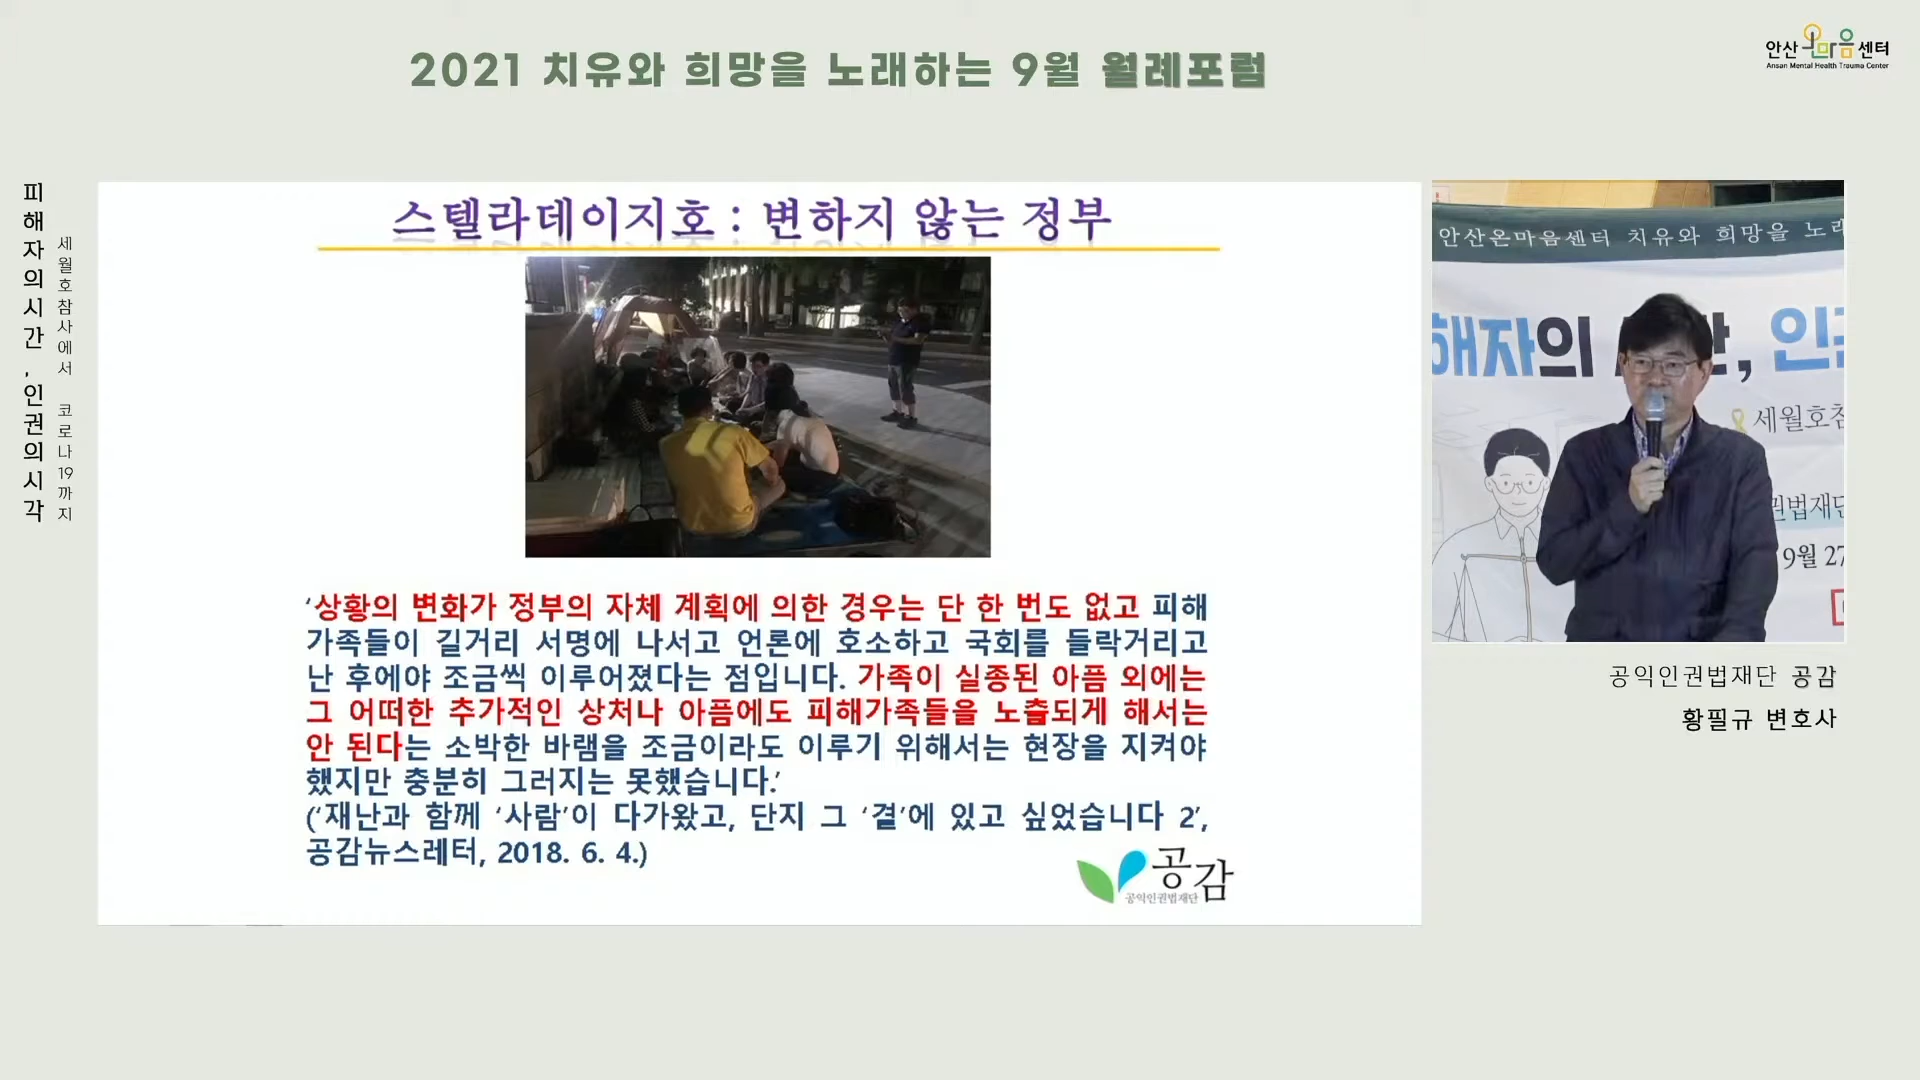 2021 치유와 희망을 노래하는 9월 월례포럼
안산온마음센터
Ansan Mental Health Trauma Center
피해자의 시간, 인권의 시각
세월호참사에서 코로나19까지
스텔라데이지호 : 변하지 않는 정부
‘상황의 변화가 정부의 자체 계획에 의한 경우는 단 한 번도 없고 피해
가족들이 길거리 서명에 나서고 언론에 호소하고 국회를 들락거리고
난 후에야 조금씩 이루어졌다는 점입니다. 가족이 실종된 아픔 외에는
그 어떠한 추가적인 상처나 아픔에도 피해가족들을 노출되게 해서는
안 된다는 소박한 바램을 조금이라도 이루기 위해서는 현장을 지켜야
했지만 충분히 그러지는 못했습니다.’
(‘재난과 함께 ‘사람’이 다가왔고, 단지 그 ‘곁’에 있고 싶었습니다 2’,
공감뉴스레터, 2018. 6. 4.)
공감
공익인권법재단
안산온마음센터 치유와 희망을 노래
해자의
세월호참
권법재단
9월 27
공익인권법재단 공감
황필규 변호사